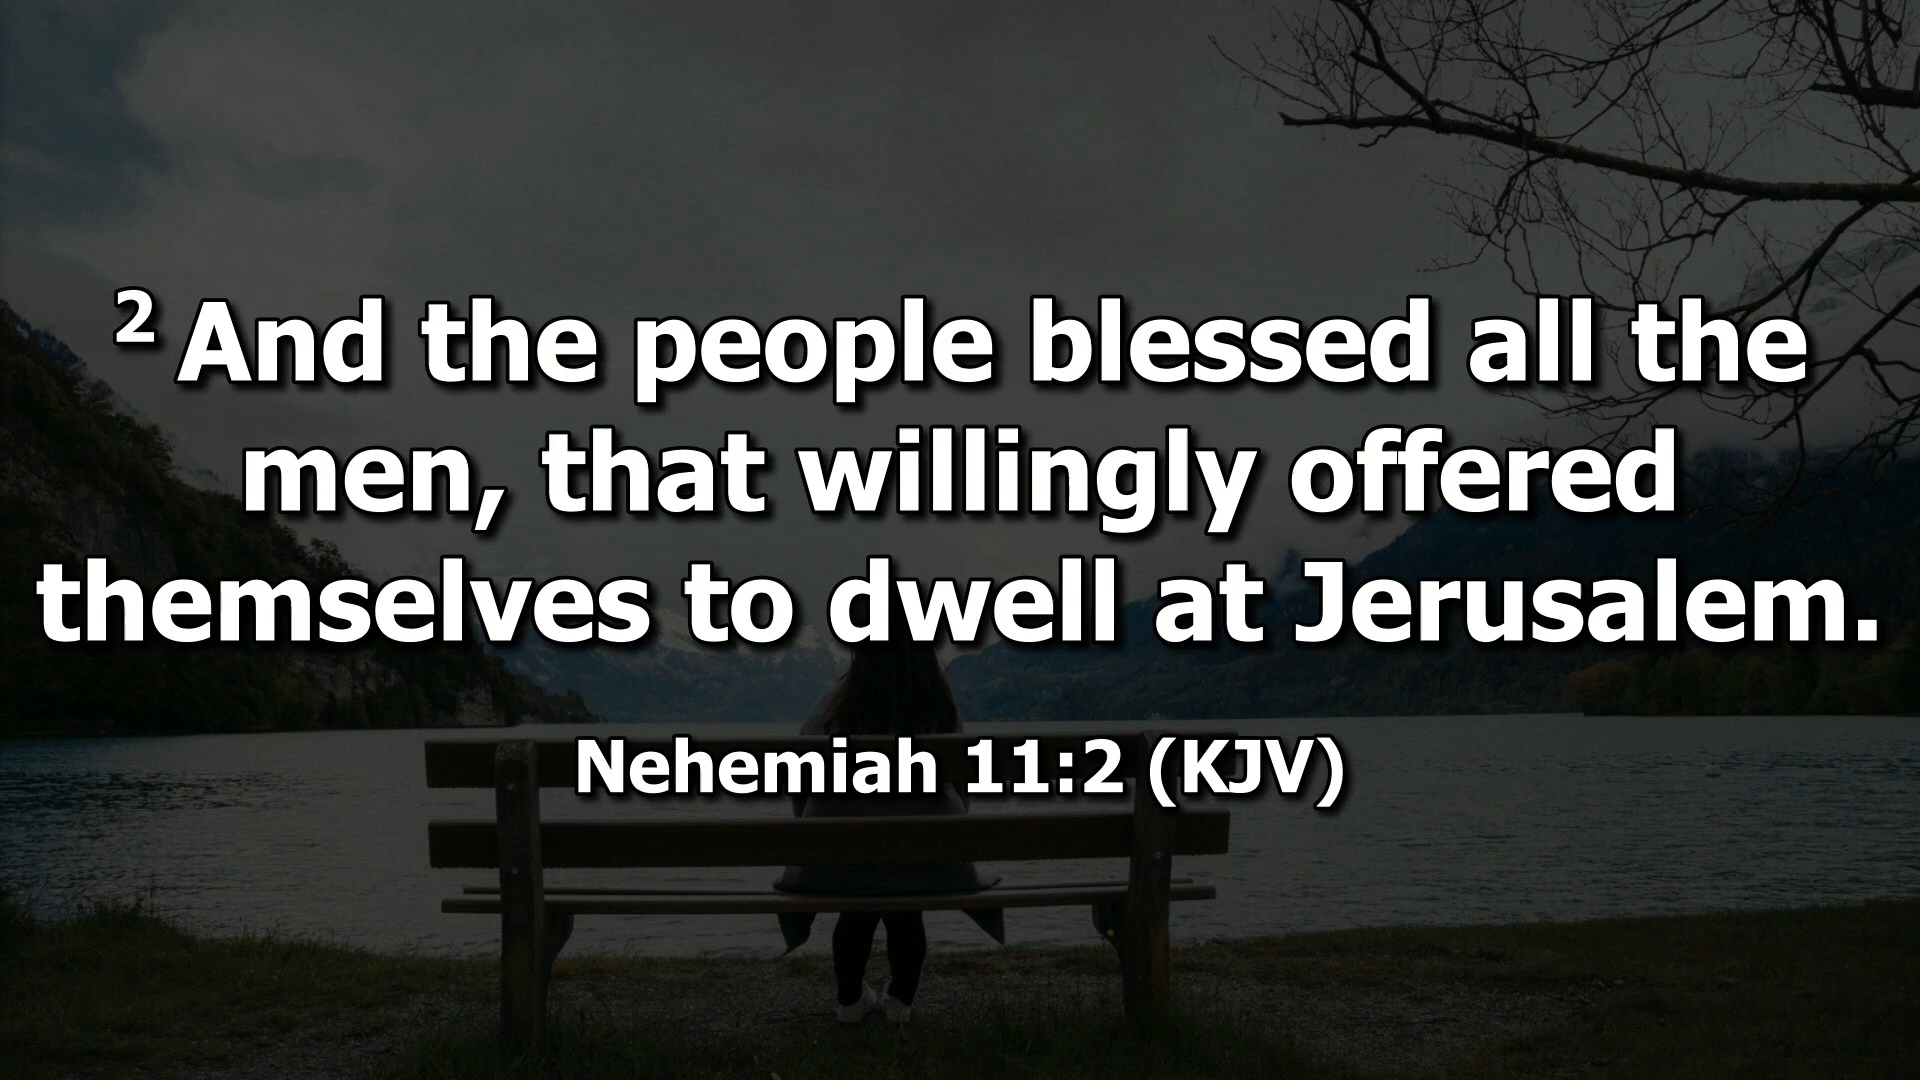 2 And the people blessed all the
men, that willingly offered
themselves to dwell at Jerusalem.
Nehemiah 11:2 (KJV)